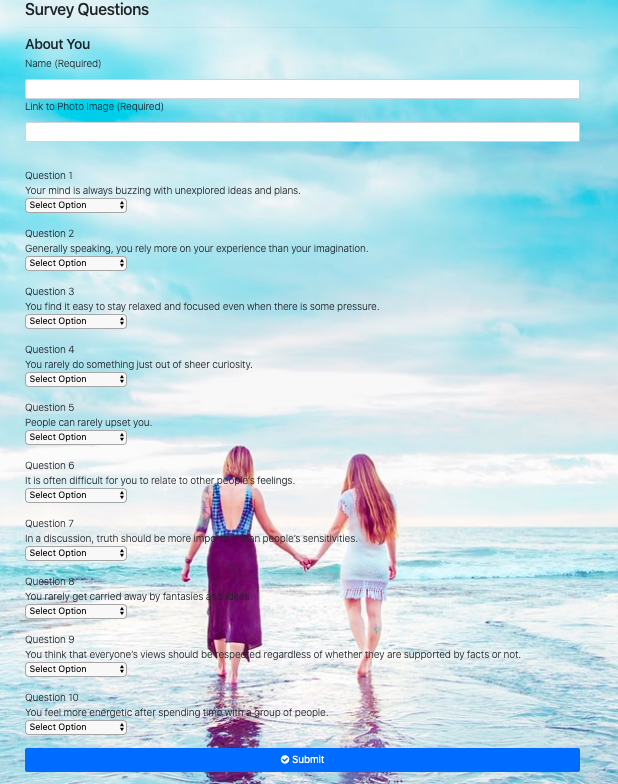 Survey Questions
About You
Name (Required)
Link to Photo Image (Required)
Question 1
Your mind is always buzzing with unexplored ideas and plans.
Select Option
Question 2
Generally speaking, you rely more on your experience than your imagination.
Select Option
Question 3
You find it easy to stay relaxed and focused even when there is some pressure.
Select Option
Question 4
You rarely do something just out of sheer curiosity.
Select Option
Question 5
People can rarely upset you.
Select Option
Question 6
It is often difficult for you to relate to other people's feelings.
Select Option
Question 7
In a discussion, truth should be more important than people's sensitivities.
Select Option
Question 8
You rarely get carried away by fantasies and ideas.
Select Option
Question 9
You think that everyone's views should be respected regardless of whether they are supported by facts or not.
Select Option
Question 10
You feel more energetic after spending time with a group of people.
Select Option
Submit